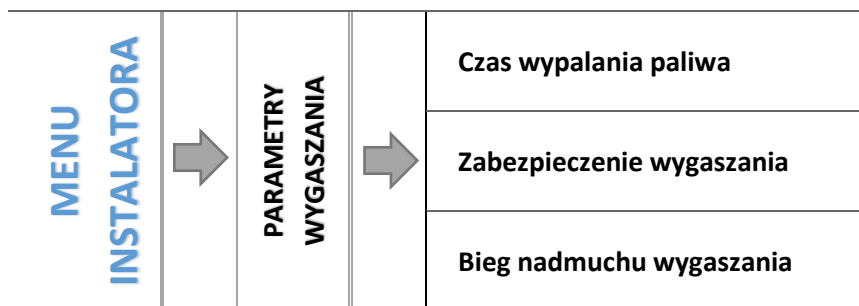 MENU
INSTALATORA
PARAMETRY
WYGASZANIA
Czas wypalania paliwa
Zabezpieczenie wygaszania
Bieg nadmuchu wygaszania